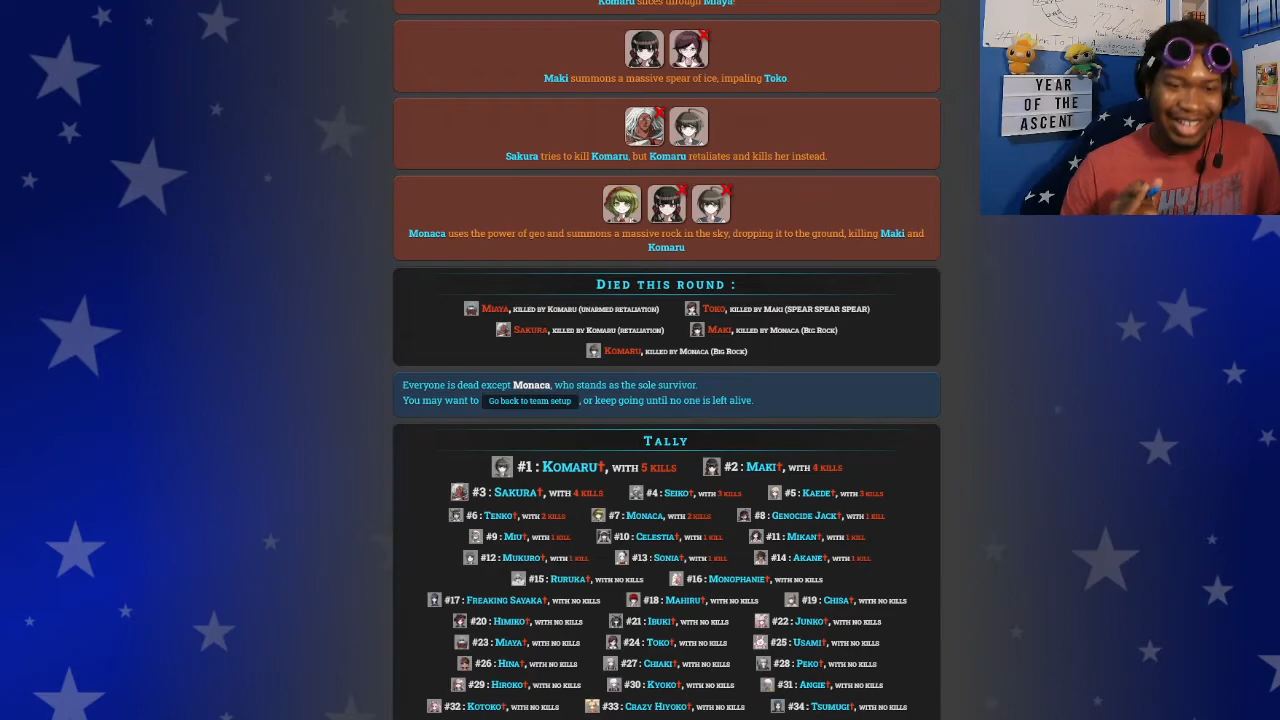 Komaru slices through Miaya!
Maki summons a massive spear of ice, impaling Toko.
Sakura tries to kill Komaru, but Komaru retaliates and kills her instead.
Monaca uses the power of geo and summons a massive rock in the sky, dropping it to the ground, killing Maki and
Komaru
Died this round :
Miaya, killed by Komaru (unarmed retaliation) Toko, killed by Maki (SPEAR SPEAR SPEAR)
Sakura, killed by Komaru (retaliation) Maki, killed by Monaca (Big Rock)
Komaru, killed by Monaca (Big Rock)
Everyone is dead except Monaca, who stands as the sole survivor.
You may want to Go back to team setup , or keep going until no one is left alive.
Tally
#1 : Komaru†, with 5 kills #2 : Maki†, with 4 kills
#3 : Sakura†, with 4 kills #4 : Seiko†, with 3 kills #5 : Kaede†, with 3 kills
#6 : Tenko†, with 2 kills #7 : Monaca, with 2 kills #8 : Genocide Jack†, with 1 kill
#9 : Miu†, with 1 kill #10 : Celestia†, with 1 kill #11 : Mikan†, with 1 kill
#12 : Mukuro†, with 1 kill #13 : Sonia†, with 1 kill #14 : Akane†, with 1 kill
#15 : Ruruka†, with no kills #16 : Monophanie†, with no kills
#17 : Freaking Sayaka†, with no kills #18 : Mahiru†, with no kills #19 : Chisa†, with no kills
#20 : Himiko†, with no kills #21 : Ibuki†, with no kills #22 : Junko†, with no kills
#23 : Miaya†, with no kills #24 : Toko†, with no kills #25 : Usami†, with no kills
#26 : Hina†, with no kills #27 : Chiaki†, with no kills #28 : Peko†, with no kills
#29 : Hiroko†, with no kills #30 : Kyoko†, with no kills #31 : Angie†, with no kills
#32 : Kotoko†, with no kills #33 : Crazy Hiyoko†, with no kills #34 : Tsumugi†, with no kills
YEAR
OF THE
ASCENT